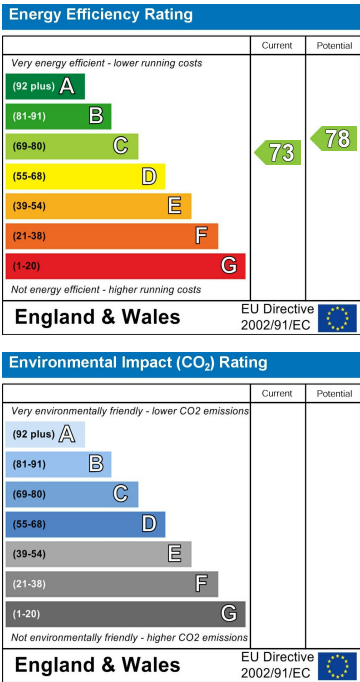 Energy Efficiency Rating
Current Potential
Very energy efficient - lower running costs
(92 plus) A
(81-91) B
(69-80) C
(55-68) D
(39-54) E
(21-38) F
(1-20) G
73 78
Not energy efficient - higher running costs
England & Wales
EU Directive
2002/91/EC
Environmental Impact (CO₂) Rating
Current Potential
Very environmentally friendly - lower CO2 emissions
(92 plus) A
(81-91) B
(69-80) C
(55-68) D
(39-54) E
(21-38) F
(1-20) G
Not environmentally friendly - higher CO2 emissions
England & Wales
EU Directive
2002/91/EC